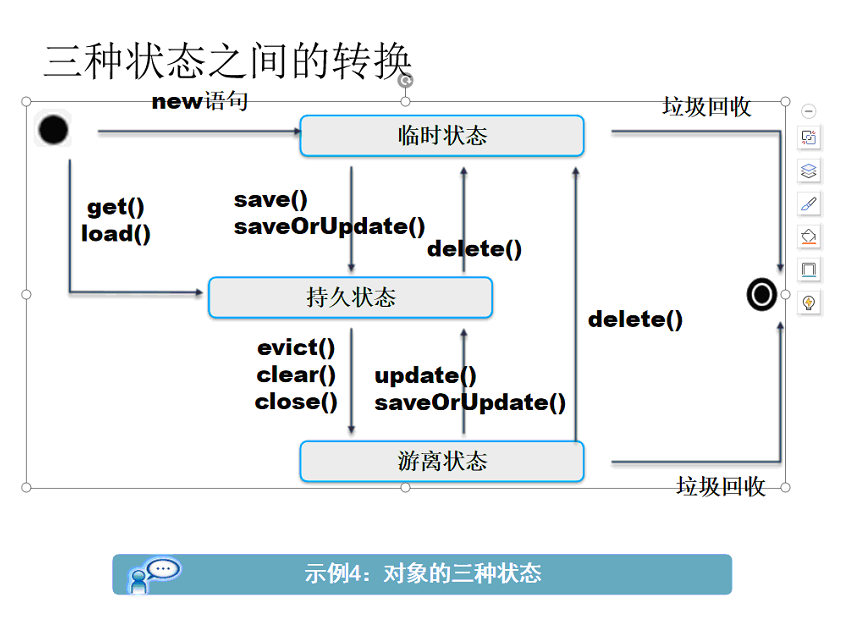 三种状态之间的转换
new语句
垃圾回收
临时状态
get()
load()
save()
saveOrUpdate()
delete()
持久状态
delete()
evict()
clear()
close()
update()
saveOrUpdate()
游离状态
垃圾回收
示例4：对象的三种状态